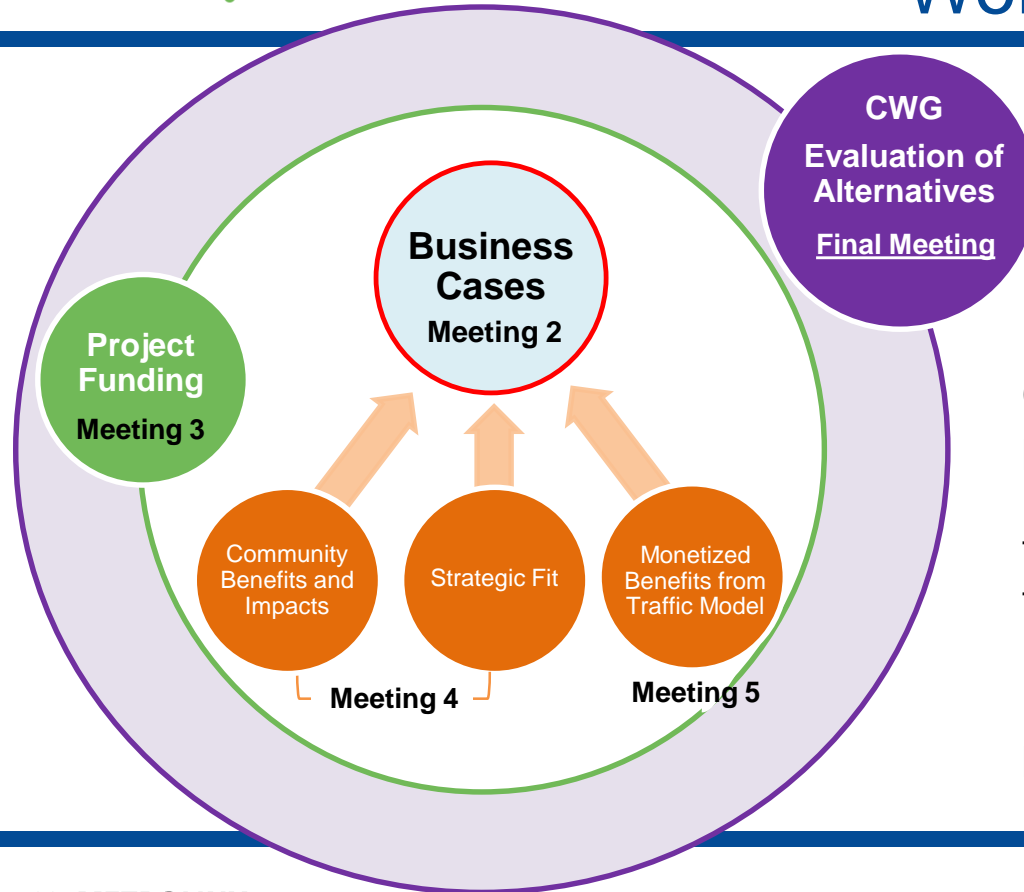 CWG
Evaluation of
Alternatives
Final Meeting
Business
Cases
Meeting 2
Project
Funding
Meeting 3
Community
Benefits and
Impacts
Strategic Fit
Monetized
Benefits from
Traffic Model
Meeting 4
Meeting 5